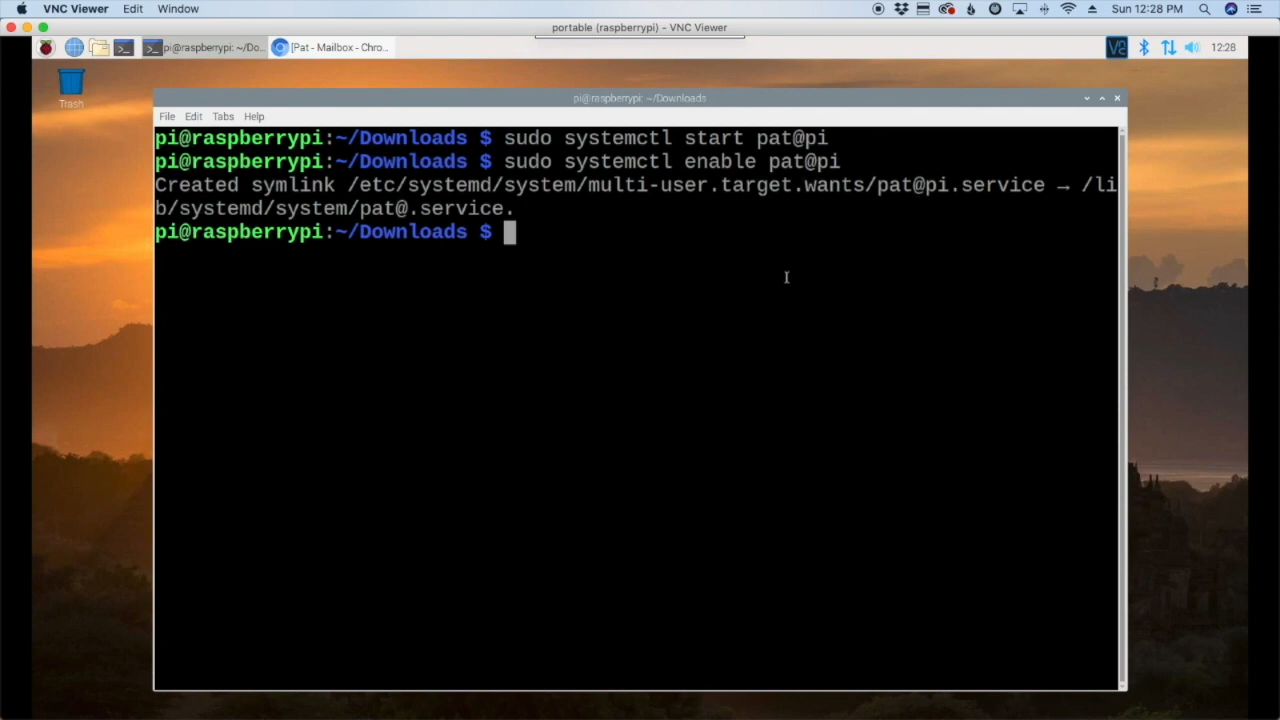 VNC Viewer Edit Window Sun 12:28 PM
portable (raspberrypi) - VNC Viewer
pi@raspberrypi: ~/Do... [Pat - Mailbox - Chro... 12:28
Trash
pi@raspberrypi: ~/Downloads
File Edit Tabs Help
pi@raspberrypi:~/Downloads $ sudo systemctl start pat@pi
pi@raspberrypi:~/Downloads $ sudo systemctl enable pat@pi
Created symlink /etc/systemd/system/multi-user.target.wants/pat@pi.service → /li
b/systemd/system/pat@.service.
pi@raspberrypi:~/Downloads $